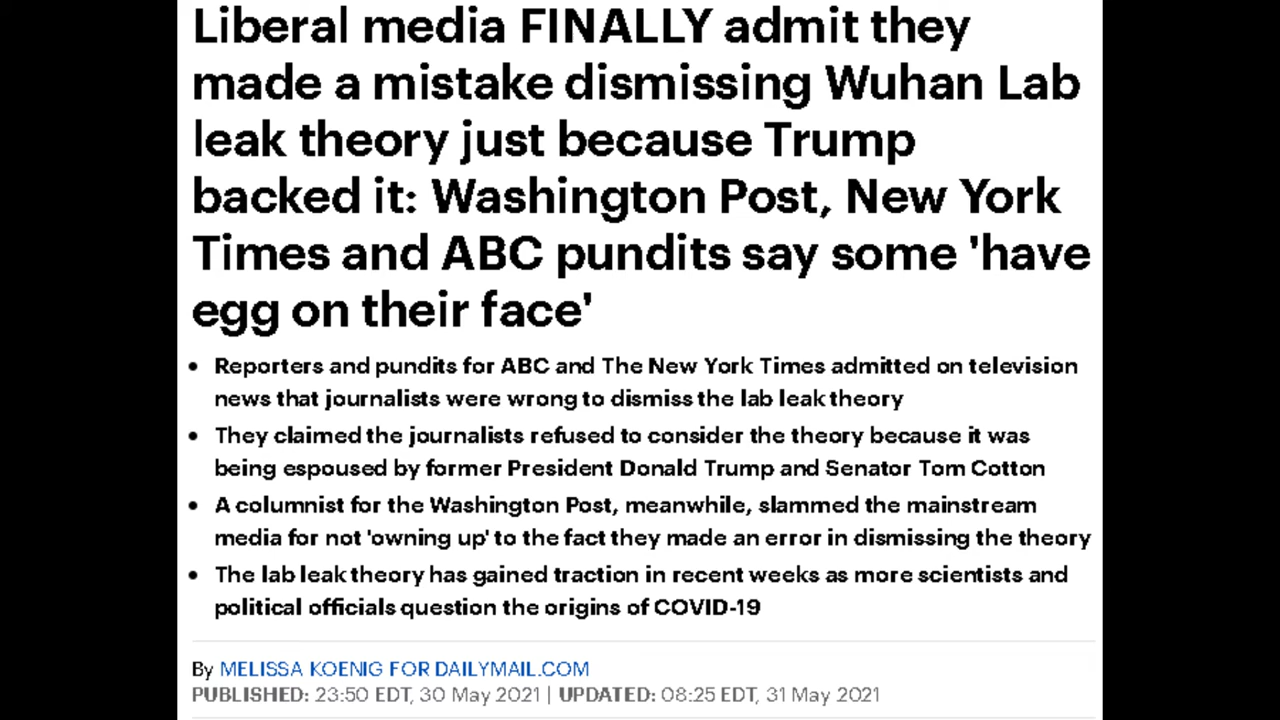 Liberal media FINALLY admit they
made a mistake dismissing Wuhan Lab
leak theory just because Trump
backed it: Washington Post, New York
Times and ABC pundits say some 'have
egg on their face'
• Reporters and pundits for ABC and The New York Times admitted on television
news that journalists were wrong to dismiss the lab leak theory
• They claimed the journalists refused to consider the theory because it was
being espoused by former President Donald Trump and Senator Tom Cotton
• A columnist for the Washington Post, meanwhile, slammed the mainstream
media for not 'owning up' to the fact they made an error in dismissing the theory
• The lab leak theory has gained traction in recent weeks as more scientists and
political officials question the origins of COVID-19
By MELISSA KOENIG FOR DAILYMAIL.COM
PUBLISHED: 23:50 EDT, 30 May 2021 | UPDATED: 08:25 EDT, 31 May 2021